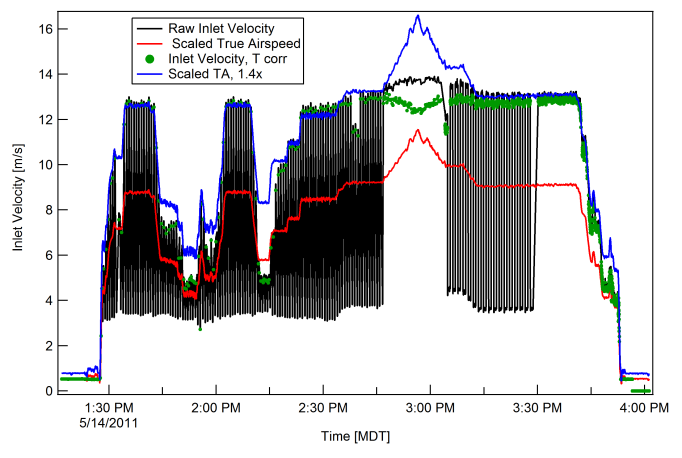 Raw Inlet Velocity
Scaled True Airspeed
Inlet Velocity, T corr
Scaled TA, 1.4x
16
14
12
10
8
6
4
2
0
Inlet Velocity [m/s]
1:30 PM 2:00 PM 2:30 PM 3:00 PM 3:30 PM 4:00 PM
5/14/2011
Time [MDT]